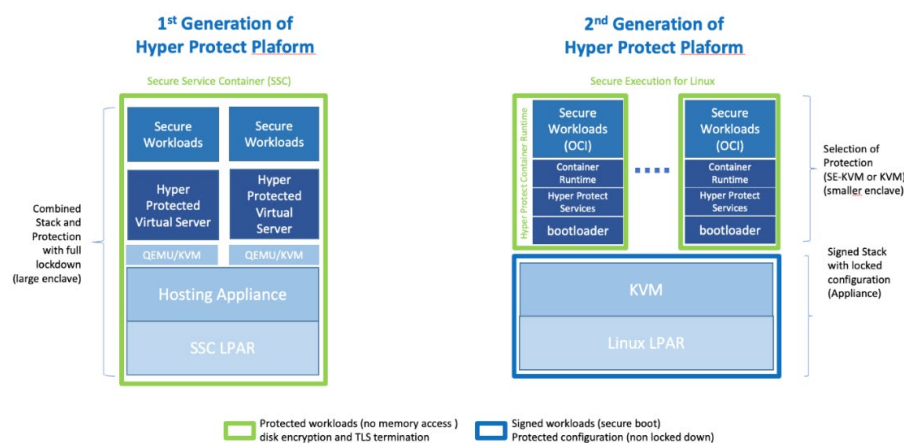 1st Generation of
Hyper Protect Plaform
Secure Service Container (SSC)
Combined
Stack and
Protection
with full
lockdown
(large enclave)
Secure
Workloads
Secure
Workloads
Hyper
Protected
Virtual Server
Hyper
Protected
Virtual
Server
QEMU/KVM
QEMU/KVM
Hosting Appliance
SSC LPAR
2nd Generation of
Hyper Protect Plaform
Secure Execution for Linux
Hyper Protect Container Runtime
Secure
Workloads
(OCI)
Container
Runtime
Hyper Protect
Services
bootloader
Secure
Workloads
(OCI)
Container
Runtime
Hyper Protect
Services
bootloader
Selection of
Protection
(SE-KVM or KVM)
(smaller enclave)
KVM
Linux LPAR
Signed Stack
with locked
configuration
(Appliance)
Protected workloads (no memory access )
disk encryption and TLS termination
Signed workloads (secure boot)
Protected configuration (non locked down)